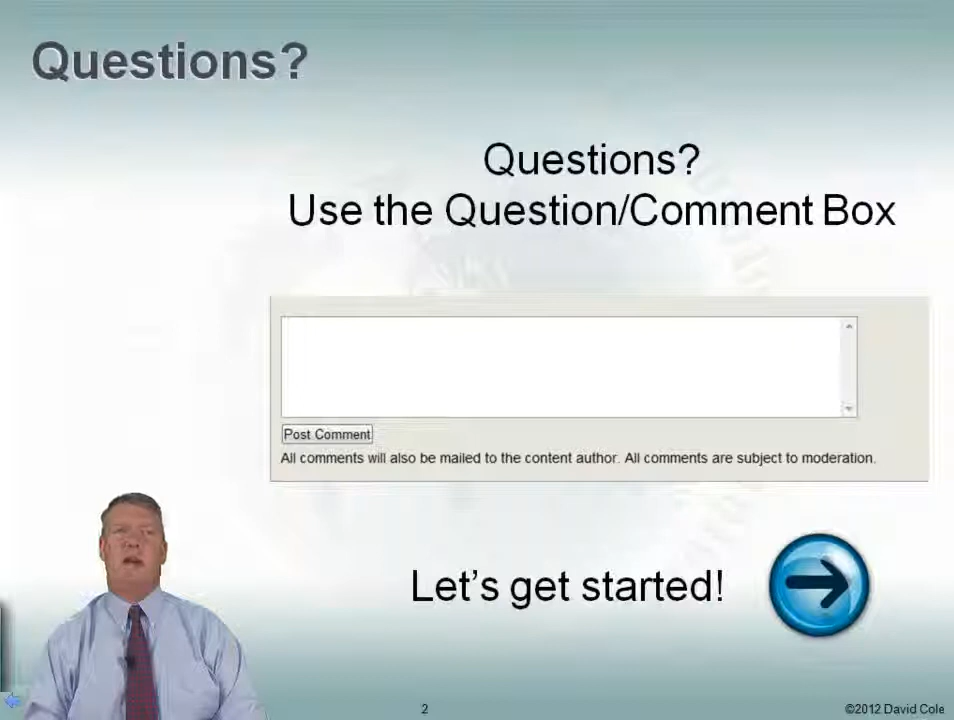 Questions?
Questions?
Use the Question/Comment Box
Post Comment
All comments will also be mailed to the content author. All comments are subject to moderation.
Let's get started!
2
©2012 David Cole